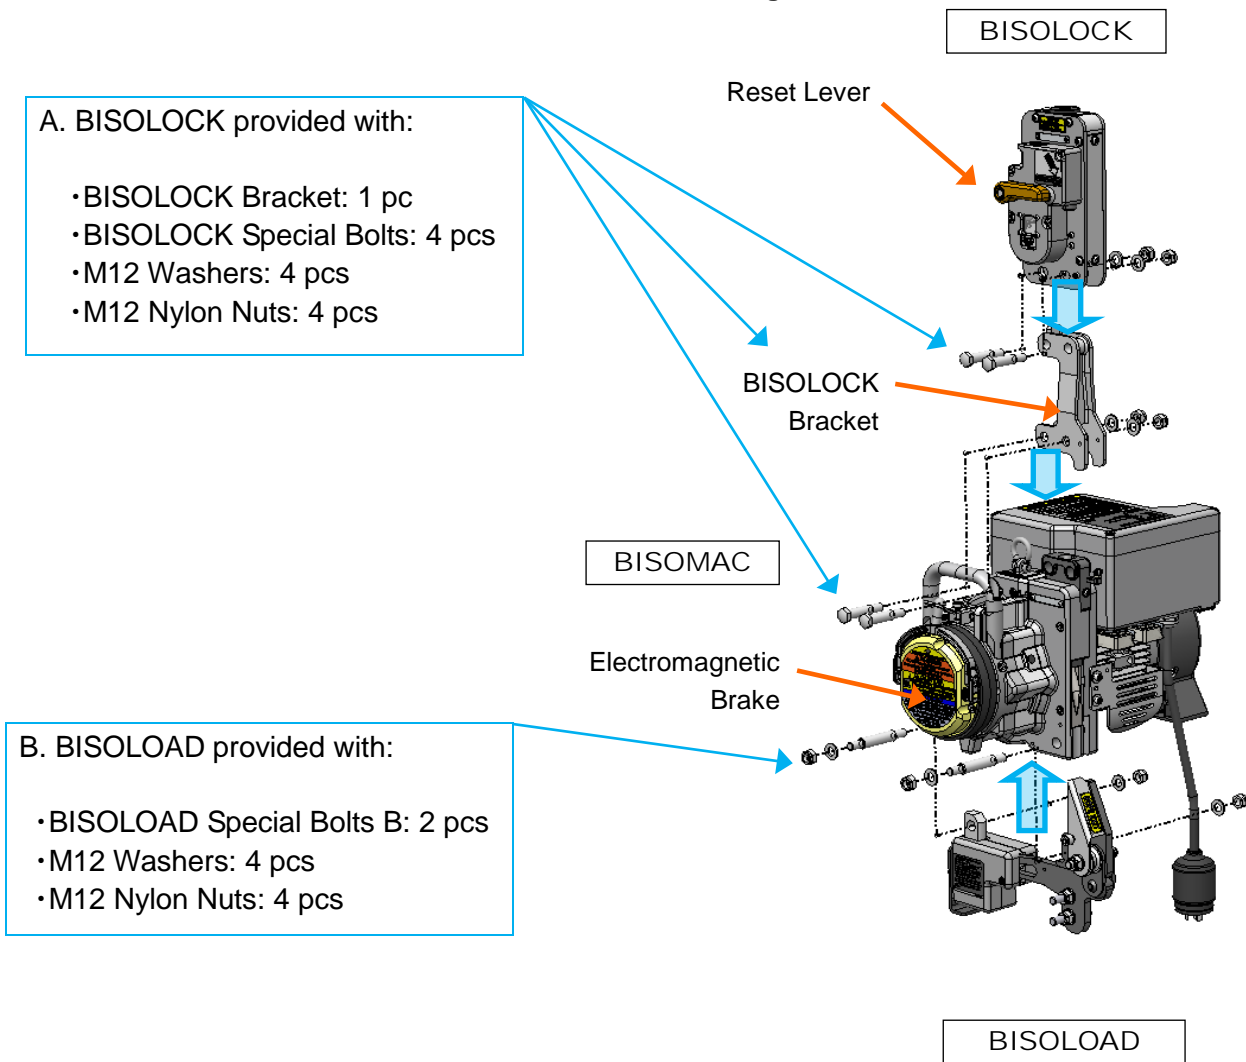 BISOLOCK
Reset Lever
A. BISOLOCK provided with:
・BISOLOCK Bracket: 1 pc
・BISOLOCK Special Bolts: 4 pcs
・M12 Washers: 4 pcs
・M12 Nylon Nuts: 4 pcs
BISOLOCK
Bracket
BISOMAC
Electromagnetic
Brake
B. BISOLOAD provided with:
・BISOLOAD Special Bolts B: 2 pcs
・M12 Washers: 4 pcs
・M12 Nylon Nuts: 4 pcs
BISOLOAD